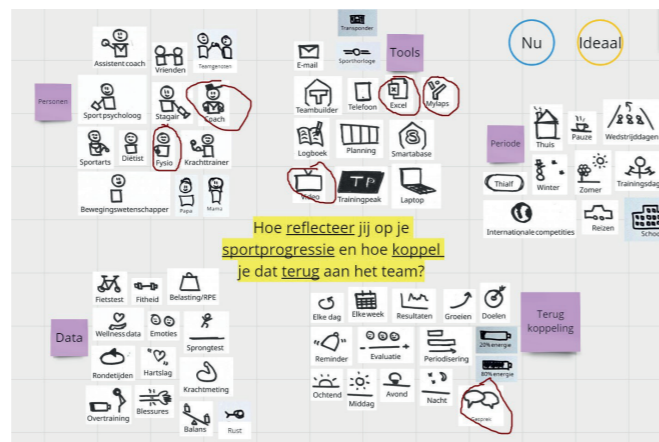 Assistent coach
Vrienden
Teamgenoten
Personen
Sportpsycholoog
Stagair
Coach
Sportarts
Diëtist
Fysio
Krachttrainer
Bewegingswetenschapper
Papa
Mama
Transponder
E-mail
Sporthorloge
Tools
Teambuilder
Telefoon
Excel
Mylaps
Logboek
Planning
Smartabase
Video
TP
Trainingpeak
Laptop
Nu
Ideaal
Periode
Thuis
Pauze
Wedstrijddagen
Thialf
Winter
Zomer
Trainingsdag
Internationale competities
Reizen
School
Hoe reflecteer jij op je
sportprogressie en hoe koppel
je dat terug aan het team?
Data
Fietstest
Fitheid
Belasting/RPE
Wellness data
Emoties
Sprongtest
Rondetijden
Hartslag
Krachtmeting
Overtraining
Blessures
Balans
Rust
Elke dag
Elke week
Resultaten
Groeien
Doelen
Terug
koppeling
Reminder
Evaluatie
Periodisering
20% energie
80% energie
Ochtend
Middag
Avond
Nacht
Gesprek